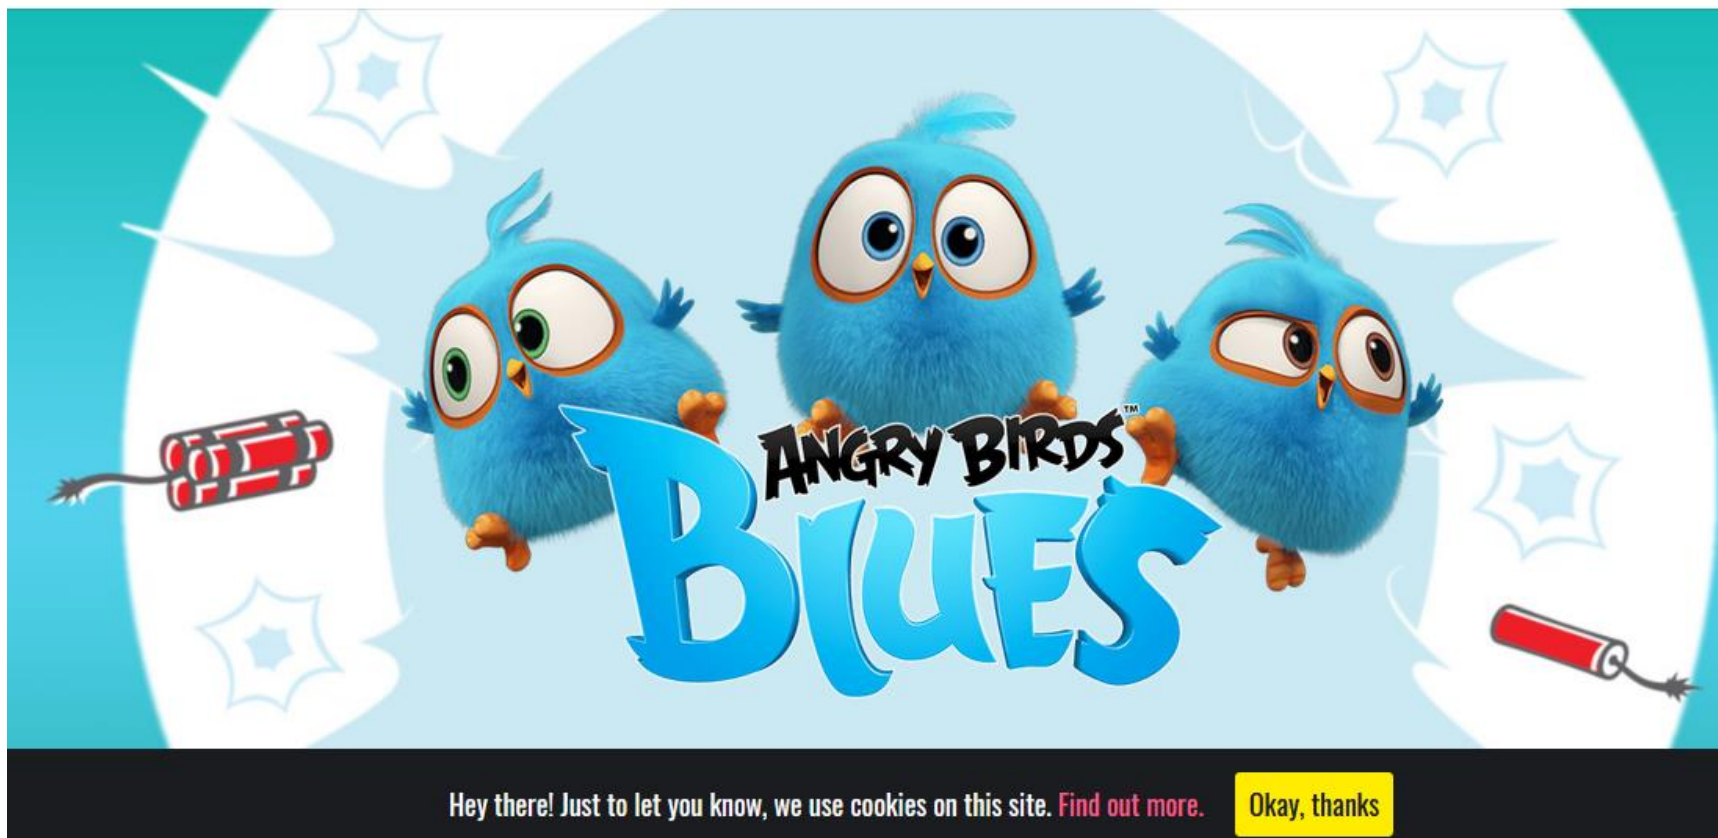 ANGRY BIRDS™
BLUES
Hey there! Just to let you know, we use cookies on this site. Find out more.
Okay, thanks